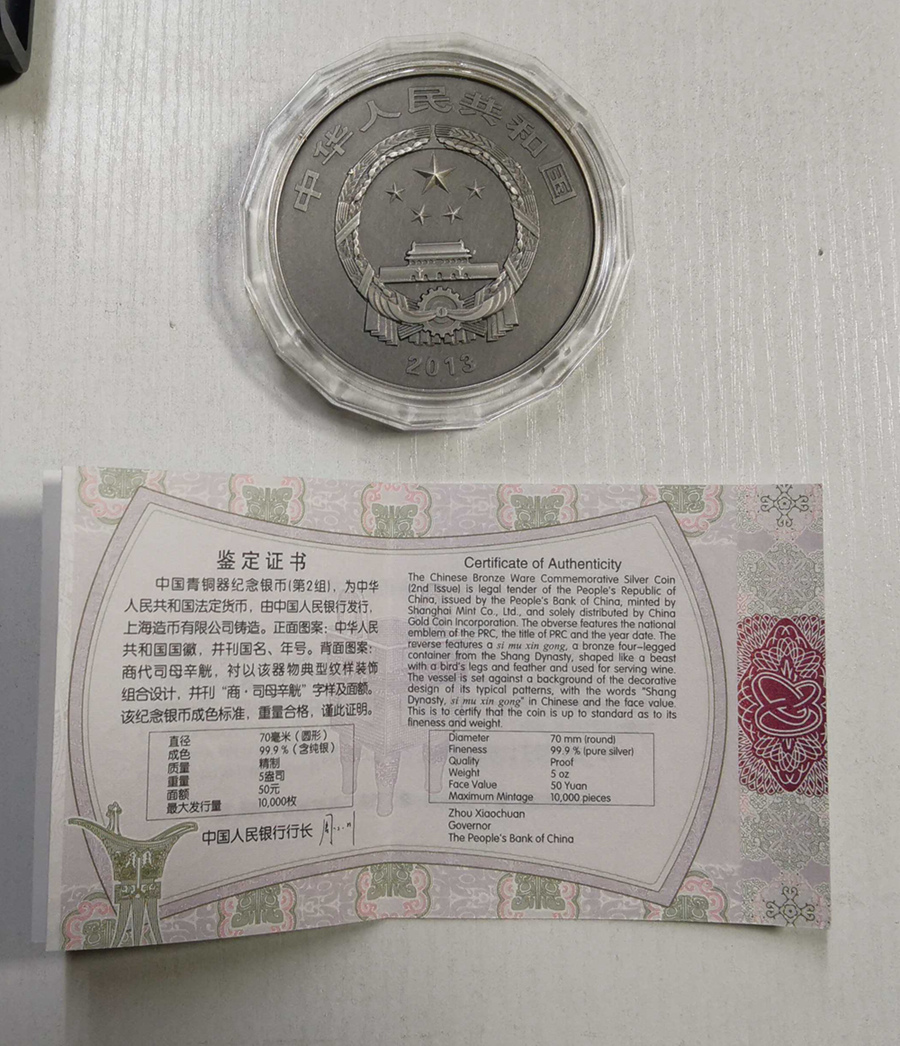 中华人民共和国
2013
鉴定证书
中国青铜器纪念银币(第2组)，为中华
人民共和国法定货币，由中国人民银行发行，
上海造币有限公司铸造。正面图案：中华人民
共和国国徽，并刊国名、年号。背面图案：
商代司母辛觥，衬以该器物典型纹样装饰
组合设计，并刊“商·司母辛觥”字样及面额。
该纪念银币成色标准，重量合格，谨此证明。
直径 70毫米（圆形）
成色 99.9％（含纯银）
质量 精制
重量 5盎司
面额 50元
最大发行量 10,000枚
中国人民银行行长
Certificate of Authenticity
The Chinese Bronze Ware Commemorative Silver Coin
(2nd Issue) is legal tender of the People's Republic of
China, issued by the People's Bank of China, minted by
Shanghai Mint Co., Ltd., and solely distributed by China
Gold Coin Incorporation. The obverse features the national
emblem of the PRC, the title of PRC and the year date. The
reverse features a si mu xin gong, a bronze four-legged
container from the Shang Dynasty, shaped like a beast
with a bird's legs and feather and used for serving wine.
The vessel is set against a background of the decorative
design of its typical patterns, with the words "Shang
Dynasty, si mu xin gong" in Chinese and the face value.
This is to certify that the coin is up to standard as to its
fineness and weight.
Diameter 70 mm (round)
Fineness 99.9 % (pure silver)
Quality Proof
Weight 5 oz
Face Value 50 Yuan
Maximum Mintage 10,000 pieces
Zhou Xiaochuan
Governor
The People's Bank of China